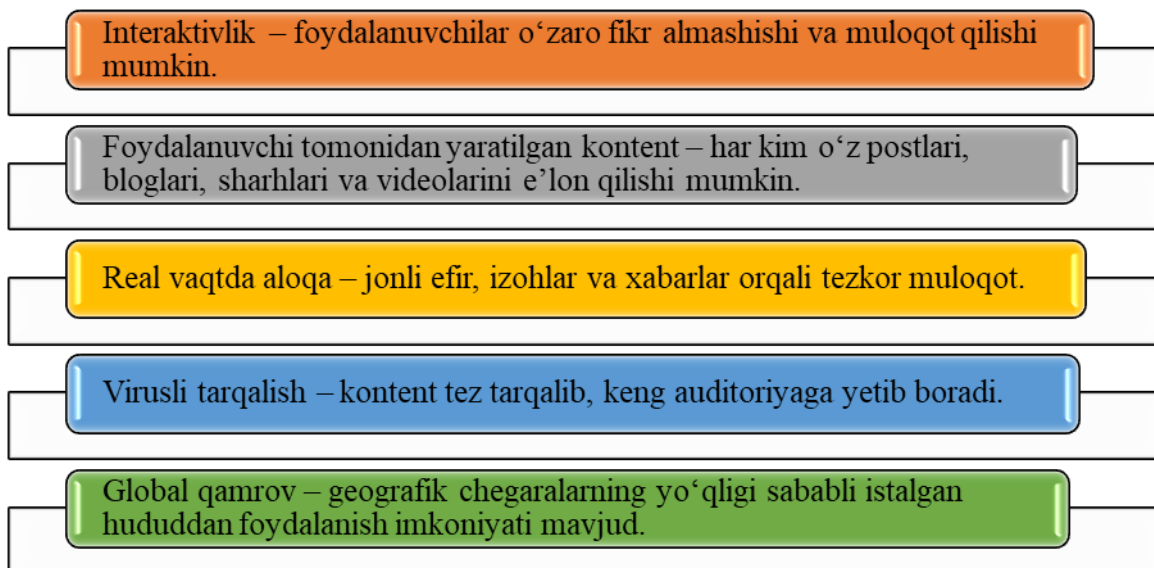 Interaktivlik – foydalanuvchilar o‘zaro fikr almashishi va muloqot qilishi
mumkin.
Foydalanuvchi tomonidan yaratilgan kontent – har kim o‘z postlari,
bloglari, sharhlari va videolarini e’lon qilishi mumkin.
Real vaqtda aloqa – jonli efir, izohlar va xabarlar orqali tezkor muloqot.
Virusli tarqalish – kontent tez tarqalib, keng auditoriyaga yetib boradi.
Global qamrov – geografik chegaralarning yo‘qligi sababli istalgan
hududdan foydalanish imkoniyati mavjud.